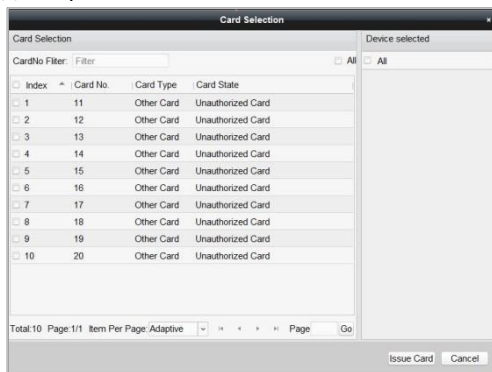 Card Selection
Card Selection
Device selected
CardNo Fliter: Filter
All
All
Index Card No. Card Type Card State
1 11 Other Card Unauthorized Card
2 12 Other Card Unauthorized Card
3 13 Other Card Unauthorized Card
4 14 Other Card Unauthorized Card
5 15 Other Card Unauthorized Card
6 16 Other Card Unauthorized Card
7 17 Other Card Unauthorized Card
8 18 Other Card Unauthorized Card
9 19 Other Card Unauthorized Card
10 20 Other Card Unauthorized Card
Total:10 Page:1/1 Item Per Page: Adaptive Page Go
Issue Card Cancel